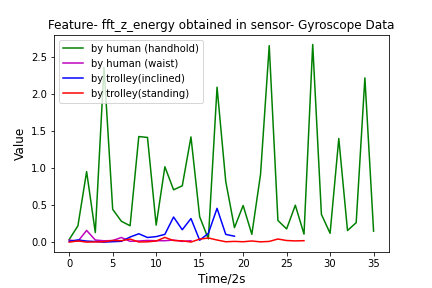 Feature- fft_z_energy obtained in sensor- Gyroscope Data
Value
2.5
2.0
1.5
1.0
0.5
0.0
by human (handhold)
by human (waist)
by trolley(inclined)
by trolley(standing)
0 5 10 15 20 25 30 35
Time/2s